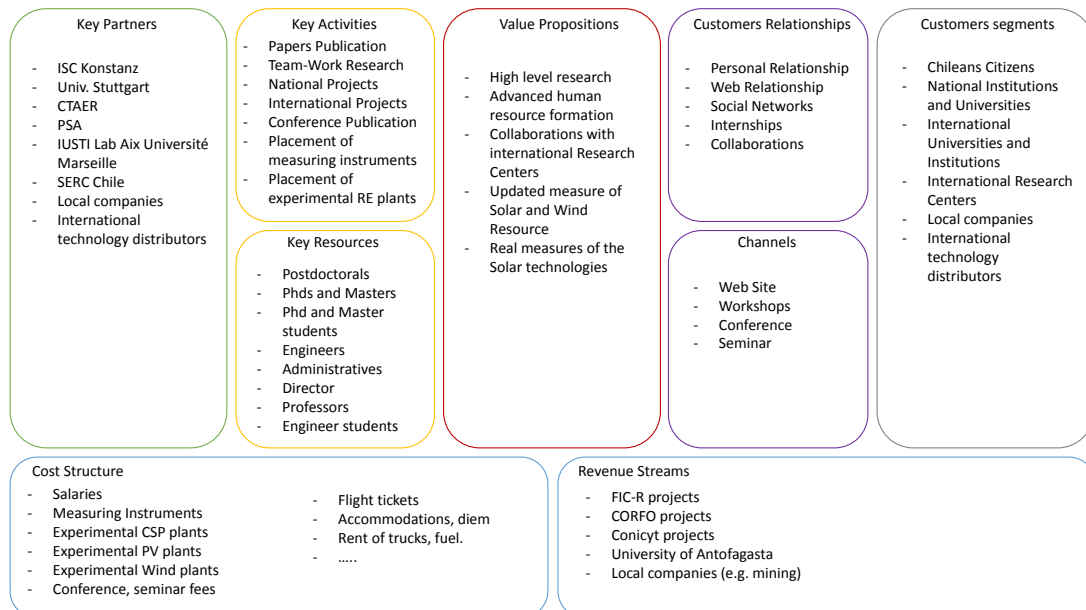 Key Partners
- ISC Konstanz
- Univ. Stuttgart
- CTAER
- PSA
- IUSTI Lab Aix Université
Marseille
- SERC Chile
- Local companies
- International
technology distributors
Key Activities
- Papers Publication
- Team-Work Research
- National Projects
- International Projects
- Conference Publication
- Placement of
measuring instruments
- Placement of
experimental RE plants
Key Resources
- Postdoctorals
- Phds and Masters
- Phd and Master
students
- Engineers
- Administratives
- Director
- Professors
- Engineer students
Value Propositions
- High level research
- Advanced human
resource formation
- Collaborations with
international Research
Centers
- Updated measure of
Solar and Wind
Resource
- Real measures of the
Solar technologies
Customers Relationships
- Personal Relationship
- Web Relationship
- Social Networks
- Internships
- Collaborations
Channels
- Web Site
- Workshops
- Conference
- Seminar
Customers segments
- Chileans Citizens
- National Institutions
and Universities
- International
Universities and
Institutions
- International Research
Centers
- Local companies
- International
technology
distributors
Cost Structure
- Salaries
- Measuring Instruments
- Experimental CSP plants
- Experimental PV plants
- Experimental Wind plants
- Conference, seminar fees
- Flight tickets
- Accommodations, diem
- Rent of trucks, fuel.
- …..
Revenue Streams
- FIC-R projects
- CORFO projects
- Conicyt projects
- University of Antofagasta
- Local companies (e.g. mining)